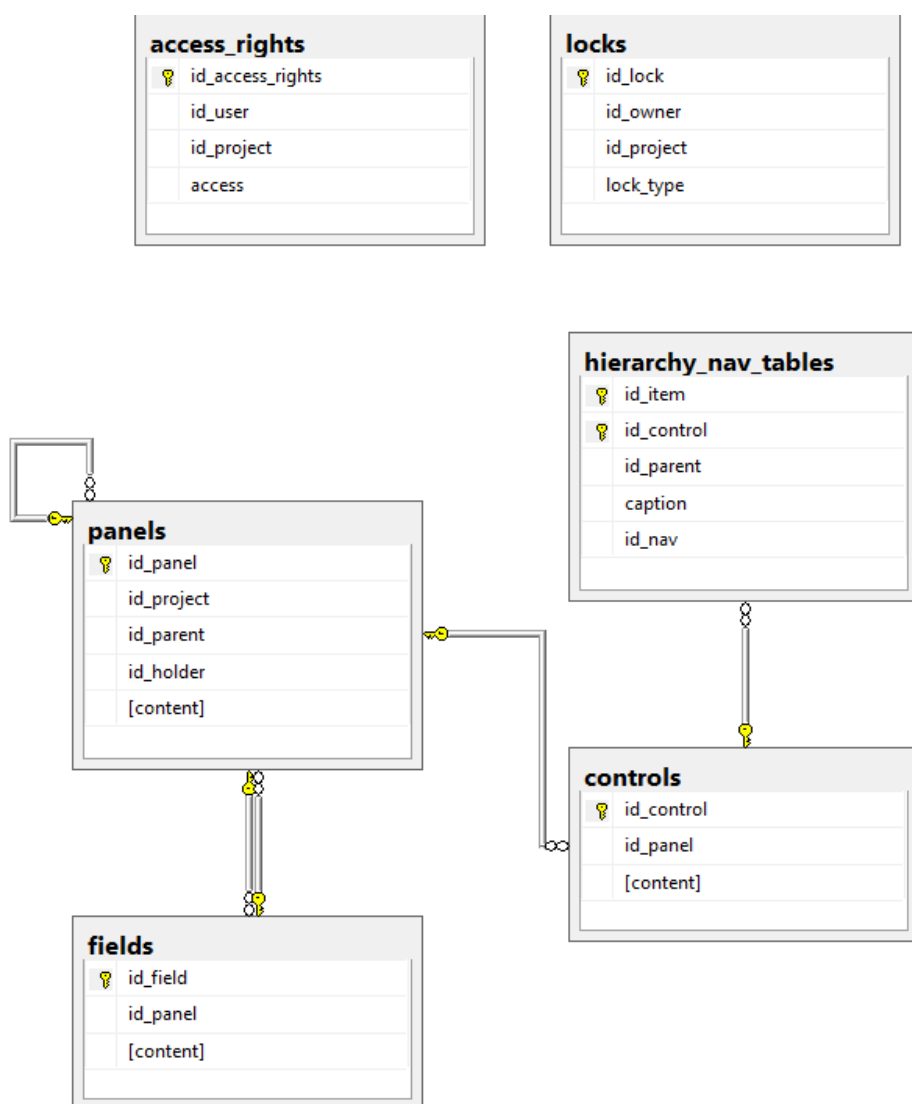 access_rights
id_access_rights
id_user
id_project
access
locks
id_lock
id_owner
id_project
lock_type
hierarchy_nav_tables
id_item
id_control
id_parent
caption
id_nav
panels
id_panel
id_project
id_parent
id_holder
[content]
controls
id_control
id_panel
[content]
fields
id_field
id_panel
[content]